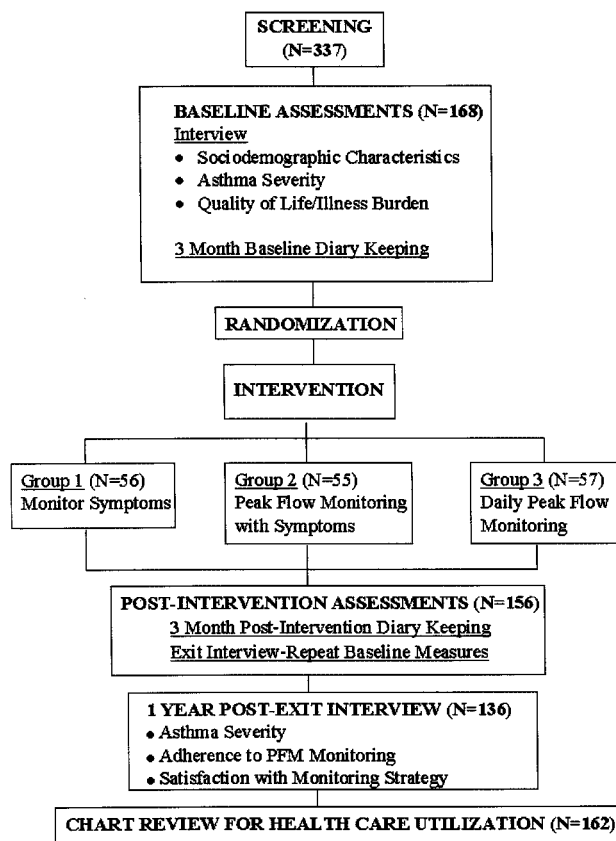 SCREENING
(N=337)
BASELINE ASSESSMENTS (N=168)
Interview
• Sociodemographic Characteristics
• Asthma Severity
• Quality of Life/Illness Burden
3 Month Baseline Diary Keeping
RANDOMIZATION
INTERVENTION
Group 1 (N=56)
Monitor Symptoms
Group 2 (N=55)
Peak Flow Monitoring
with Symptoms
Group 3 (N=57)
Daily Peak Flow
Monitoring
POST-INTERVENTION ASSESSMENTS (N=156)
3 Month Post-Intervention Diary Keeping
Exit Interview-Repeat Baseline Measures
1 YEAR POST-EXIT INTERVIEW (N=136)
• Asthma Severity
• Adherence to PFM Monitoring
• Satisfaction with Monitoring Strategy
CHART REVIEW FOR HEALTH CARE UTILIZATION (N=162)